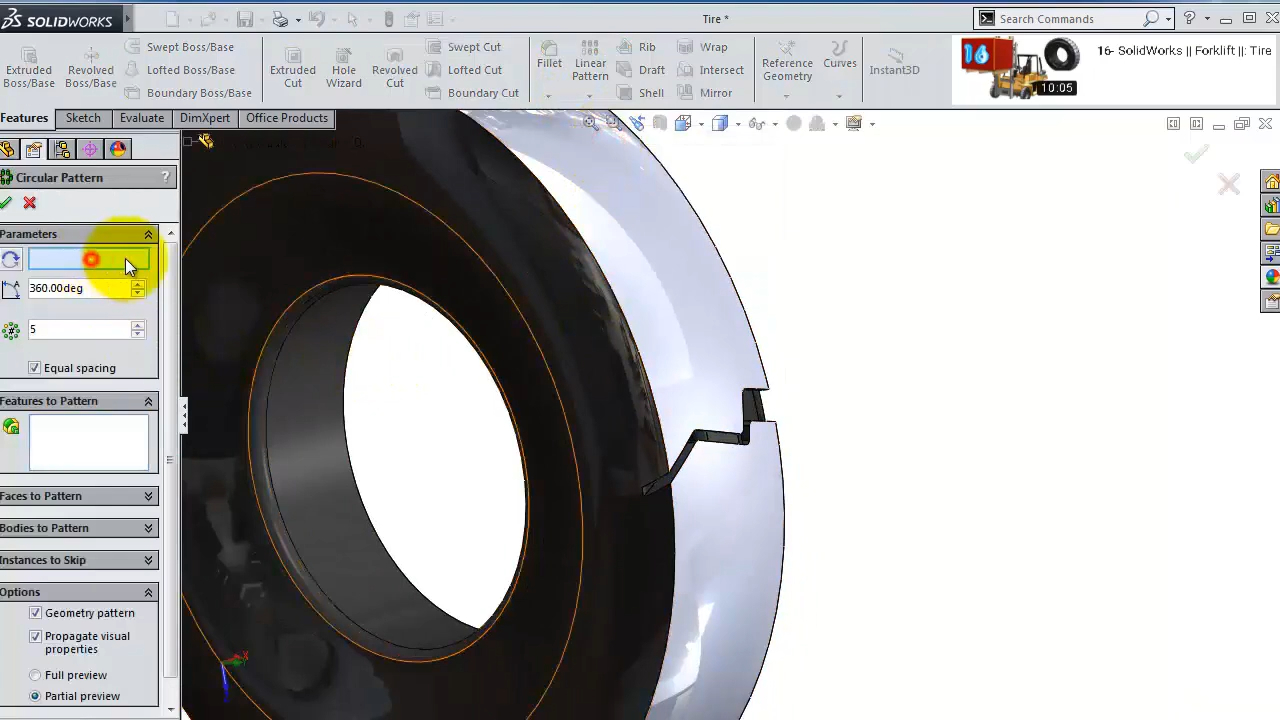 SOLIDWORKS
Tire *
Search Commands
?
Extruded Boss/Base
Revolved Boss/Base
Swept Boss/Base
Lofted Boss/Base
Boundary Boss/Base
Extruded Cut
Hole Wizard
Revolved Cut
Swept Cut
Lofted Cut
Boundary Cut
Fillet
Linear Pattern
Rib
Draft
Shell
Wrap
Intersect
Mirror
Reference Geometry
Curves
Instant3D
16
10:05
16- SolidWorks || Forklift ||: Tire
Features
Sketch
Evaluate
DimXpert
Office Products
Circular Pattern
?
Parameters
360.00deg
5
Equal spacing
Features to Pattern
Faces to Pattern
Bodies to Pattern
Instances to Skip
Options
Geometry pattern
Propagate visual
properties
Full preview
Partial preview
X